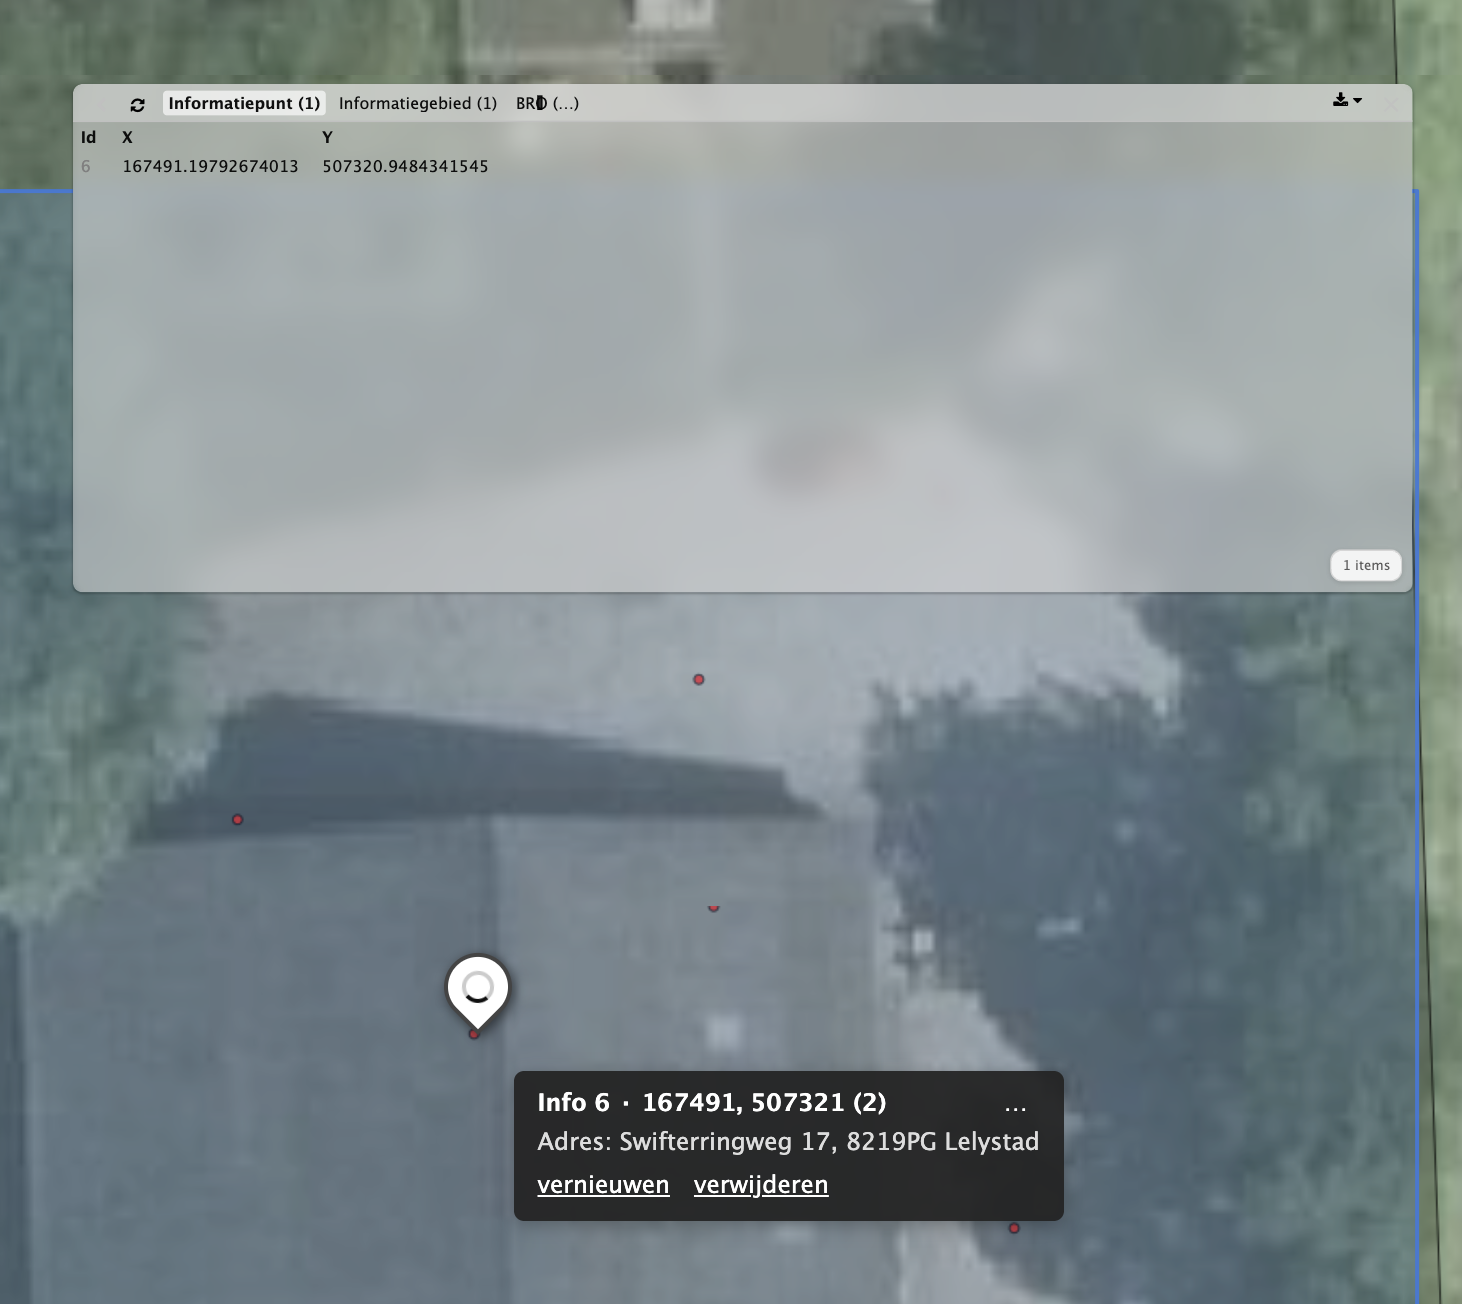 Informatiepunt (1) Informatiegebied (1) BRO (...)
Id X Y
6 167491.19792674013 507320.9484341545
1 items
Info 6 · 167491, 507321 (2) ...
Adres: Swifterringweg 17, 8219PG Lelystad
vernieuwen verwijderen